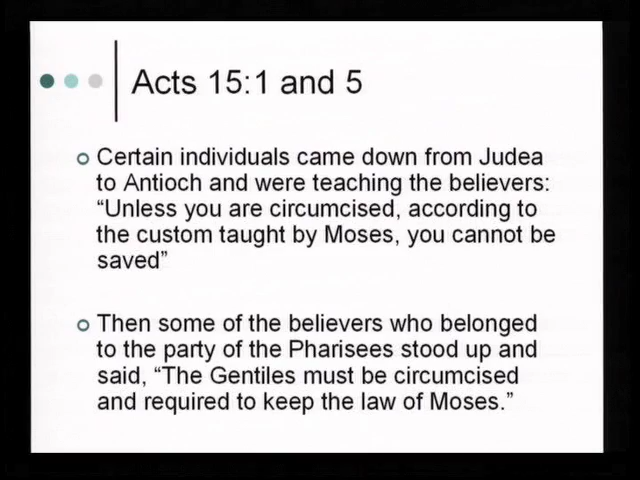 Acts 15:1 and 5
Certain individuals came down from Judea
to Antioch and were teaching the believers:
“Unless you are circumcised, according to
the custom taught by Moses, you cannot be
saved”
Then some of the believers who belonged
to the party of the Pharisees stood up and
said, “The Gentiles must be circumcised
and required to keep the law of Moses.”